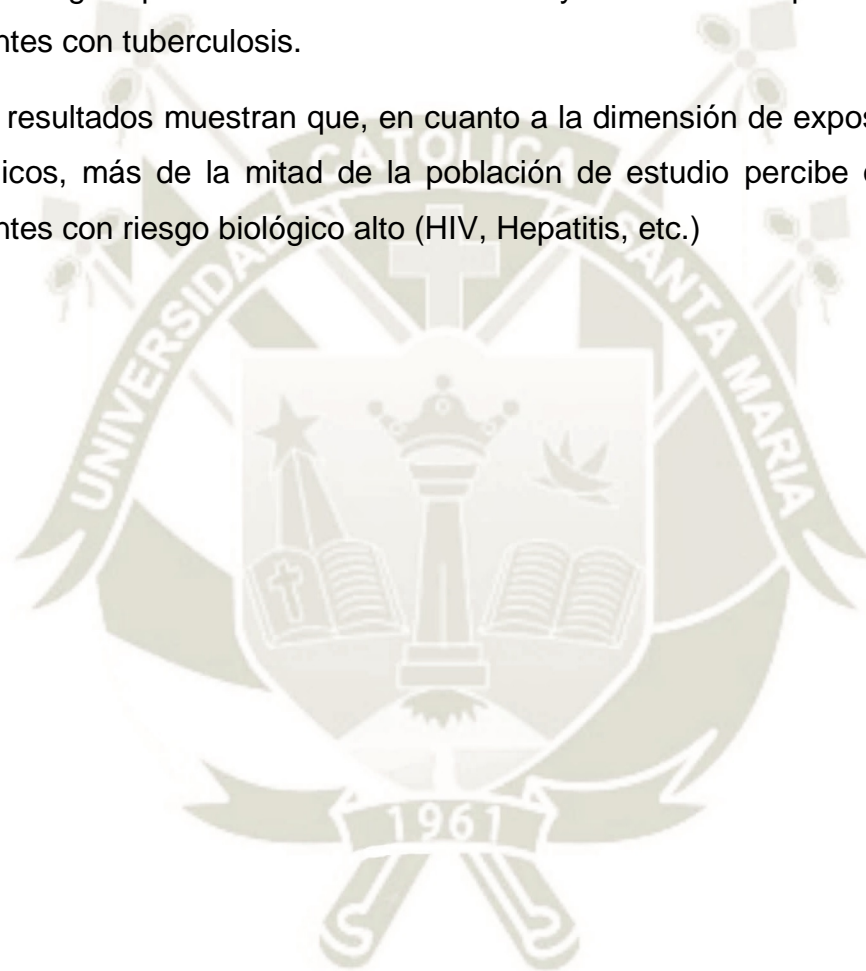 ntes con tuberculosis.
resultados muestran que, en cuanto a la dimensión de expos
icos, más de la mitad de la población de estudio percibe
ntes con riesgo biológico alto (HIV, Hepatitis, etc.)
UNIVERSIDAD CATOLICA SANTA MARIA
1961